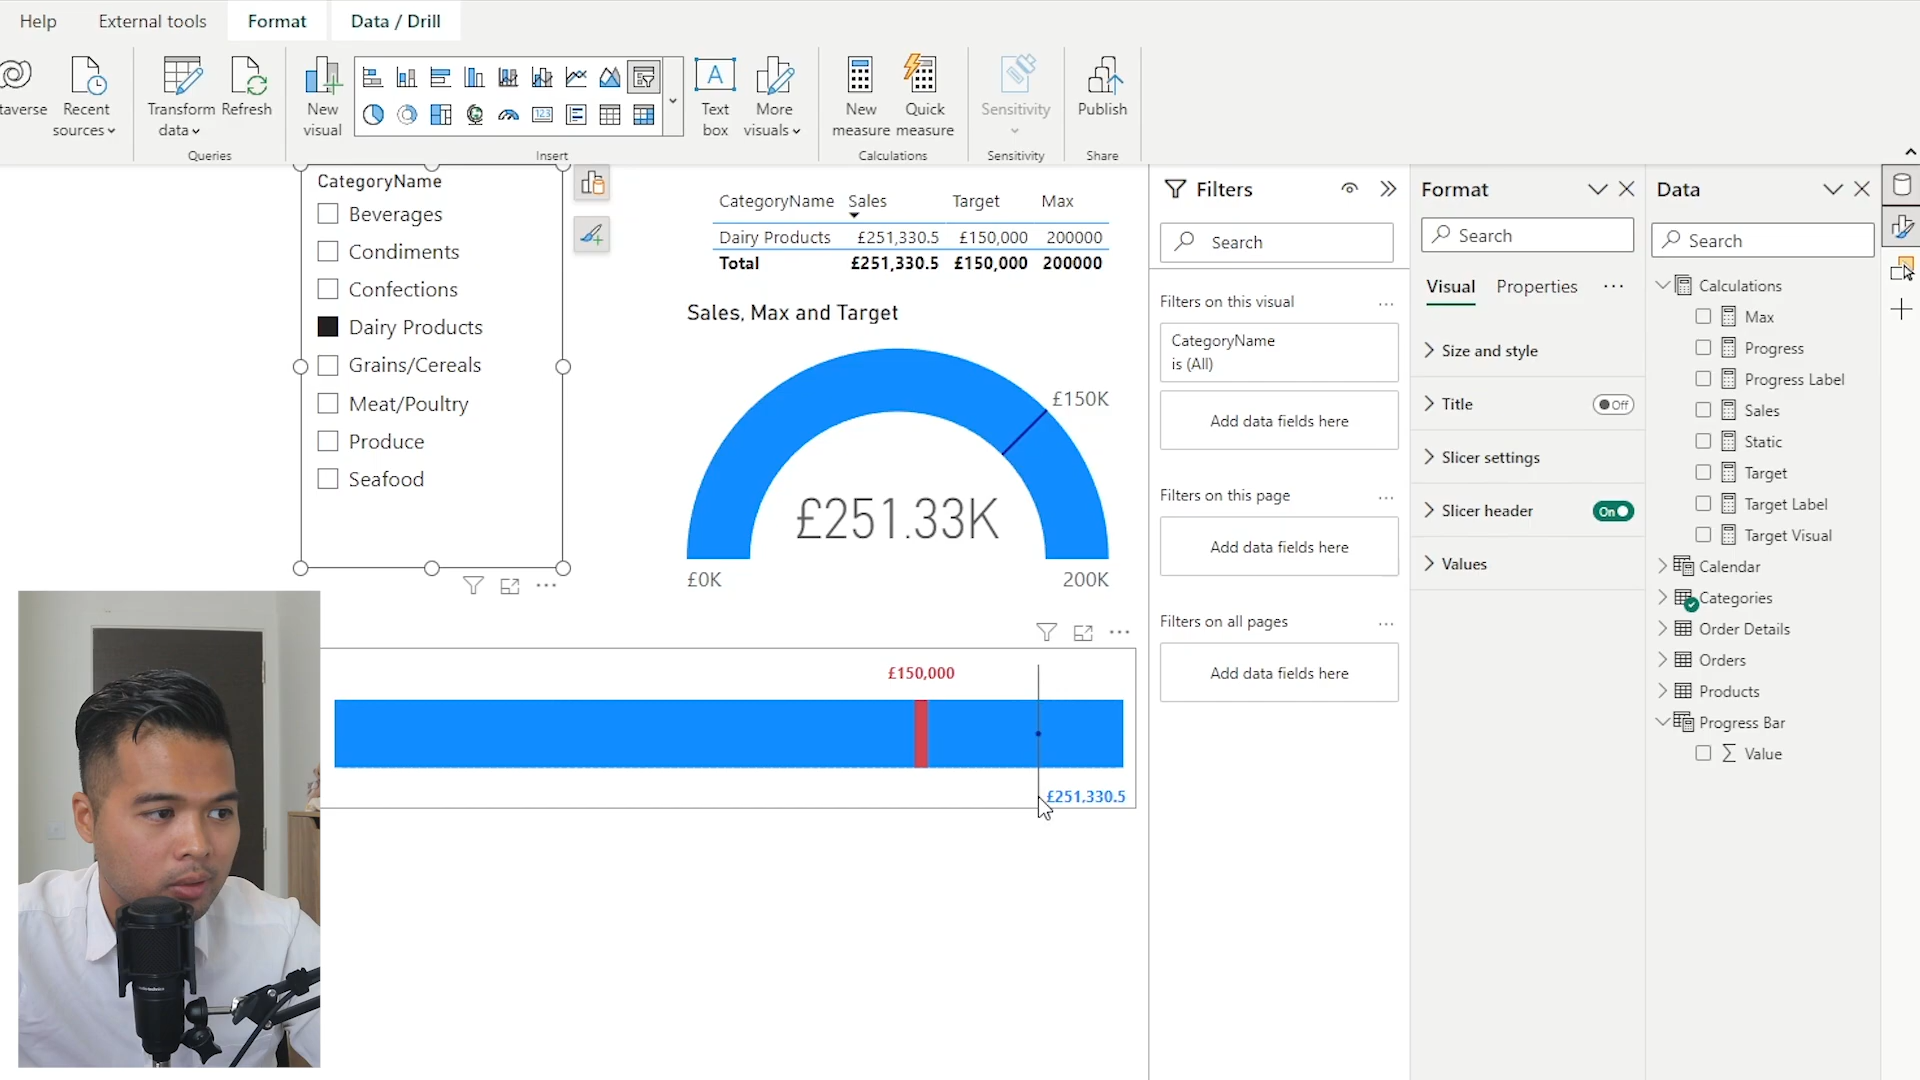 Help
External tools
Format
Data / Drill
taverse
Recent
sources
Transform
data
Refresh
Queries
New
visual
123
Insert
A
Text
box
More
visuals
New
measure
Quick
measure
Calculations
Sensitivity
Sensitivity
Publish
Share
CategoryName
Beverages
Condiments
Confections
Dairy Products
Grains/Cereals
Meat/Poultry
Produce
Seafood
CategoryName Sales Target Max
Dairy Products £251,330.5 £150,000 200000
Total £251,330.5 £150,000 200000
Sales, Max and Target
£150K
£251.33K
£0K
200K
£150,000
£251,330.5
Filters
Search
Filters on this visual
CategoryName
is (All)
Add data fields here
Filters on this page
Add data fields here
Filters on all pages
Add data fields here
Format
Search
Visual Properties
Size and style
Title Off
Slicer settings
Slicer header On
Values
Data
Search
Calculations
Max
Progress
Progress Label
Sales
Static
Target
Target Label
Target Visual
Calendar
Categories
Order Details
Orders
Products
Progress Bar
Value